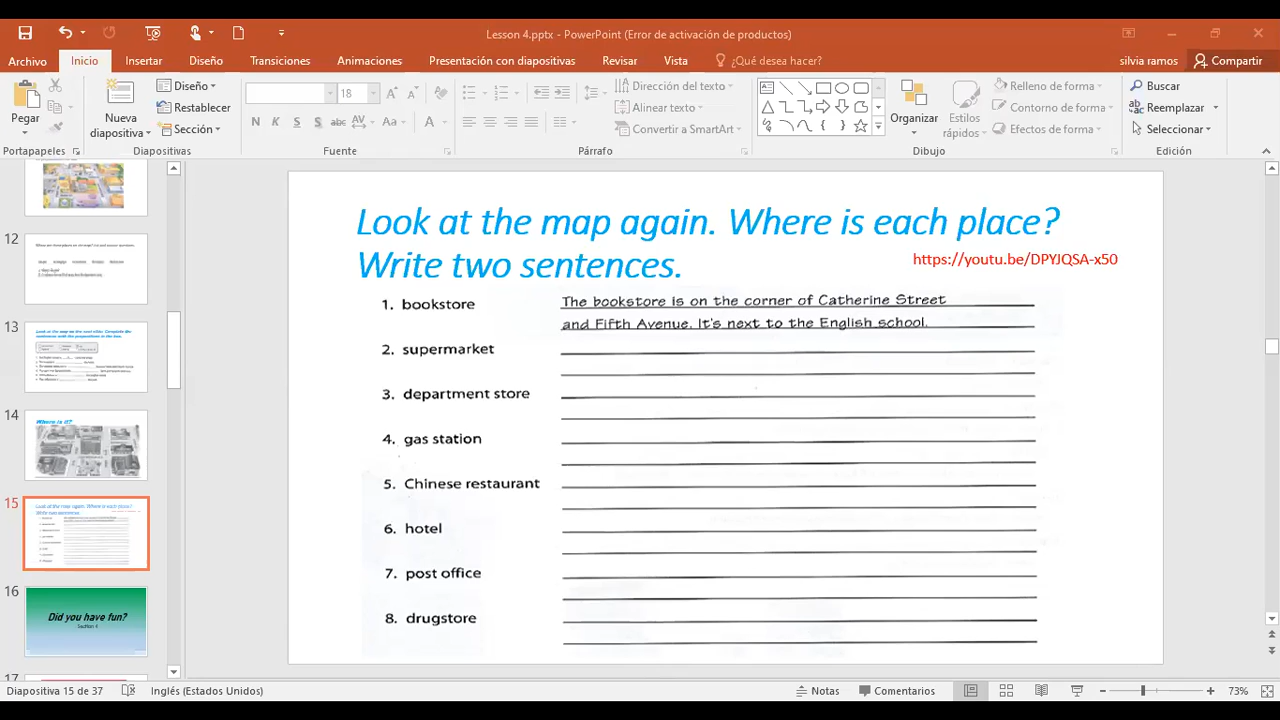 Lesson 4.pptx - PowerPoint (Error de activación de productos)
Archivo Inicio Insertar Diseño Transiciones Animaciones Presentación con diapositivas Revisar Vista ¿Qué desea hacer? silvia ramos Compartir
Pegar
Portapapeles
Nueva diapositiva
Diseño
Restablecer
Sección
Diapositivas
18
N K S S abc AV Aa A
Fuente
Dirección del texto
Alinear texto
Convertir a SmartArt
Párrafo
Organizar
Estilos rápidos
Relleno de forma
Contorno de forma
Efectos de forma
Dibujo
Buscar
Reemplazar
Seleccionar
Edición
12
13
14
Where is it?
15
16
Did you have fun?
17
Look at the map again. Where is each place?
Write two sentences.
https://youtu.be/DPYJQSA-x50
1. bookstore The bookstore is on the corner of Catherine Street
and Fifth Avenue. It's next to the English school.
2. supermarket
3. department store
4. gas station
5. Chinese restaurant
6. hotel
7. post office
8. drugstore
Diapositiva 15 de 37 Inglés (Estados Unidos) Notas Comentarios 73%